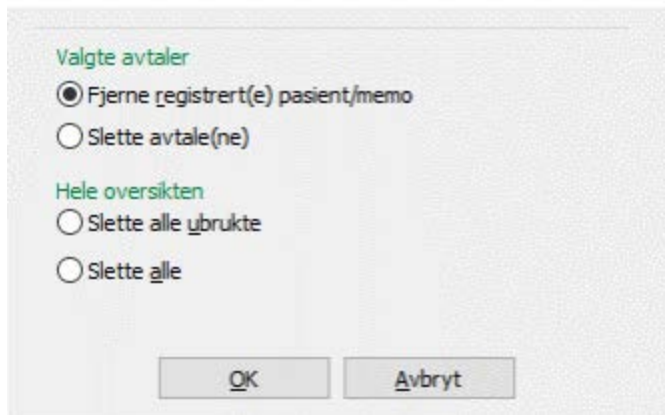 Valgte avtaler
Fjerne registrert(e) pasient/memo
Slette avtale(ne)
Hele oversikten
Slette alle ubrukte
Slette alle
OK
Avbryt